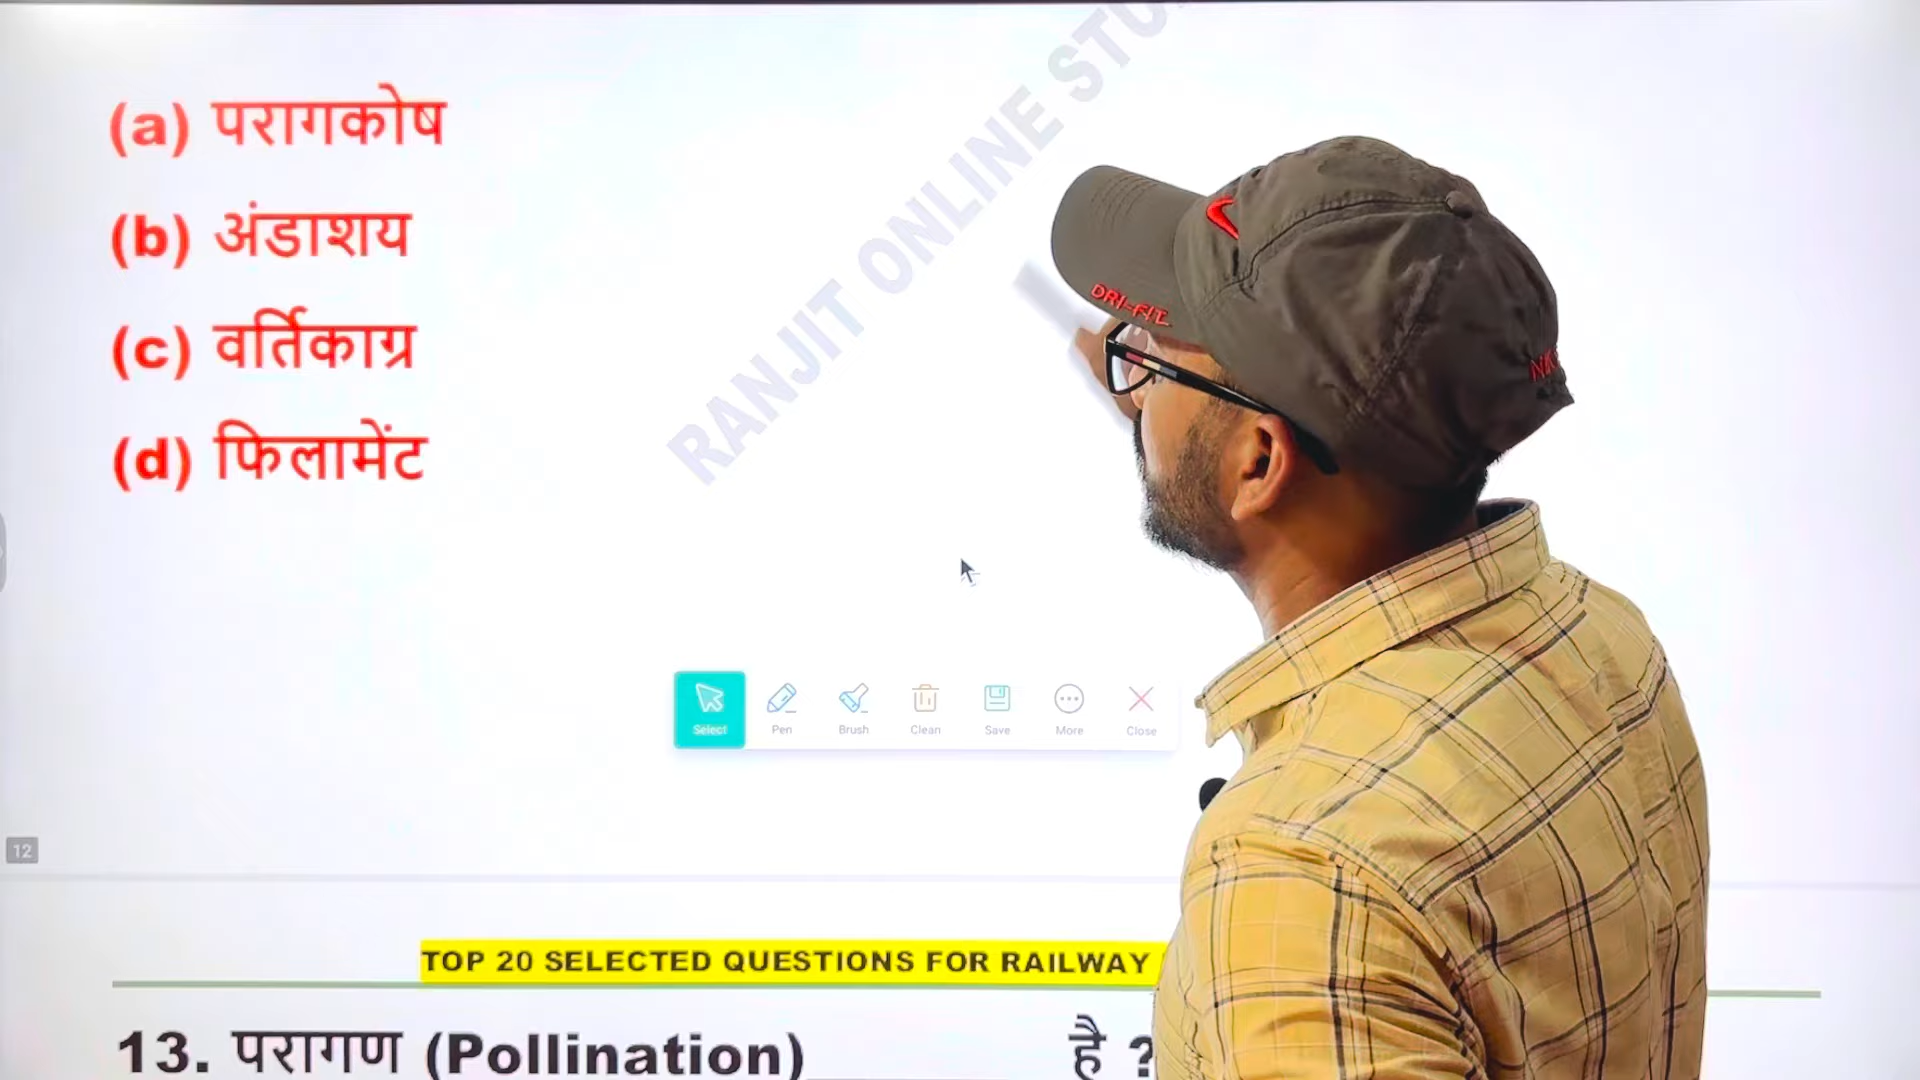 (a) परागकोष
(b) अंडाशय
(c) वर्तिकाग्र
(d) फिलामेंट
RANJIT ONLINE
DRI-FIT
Select Pen Brush Clean Save More Close
12
TOP 20 SELECTED QUESTIONS FOR RAILWAY
13. परागण (Pollination) है ?